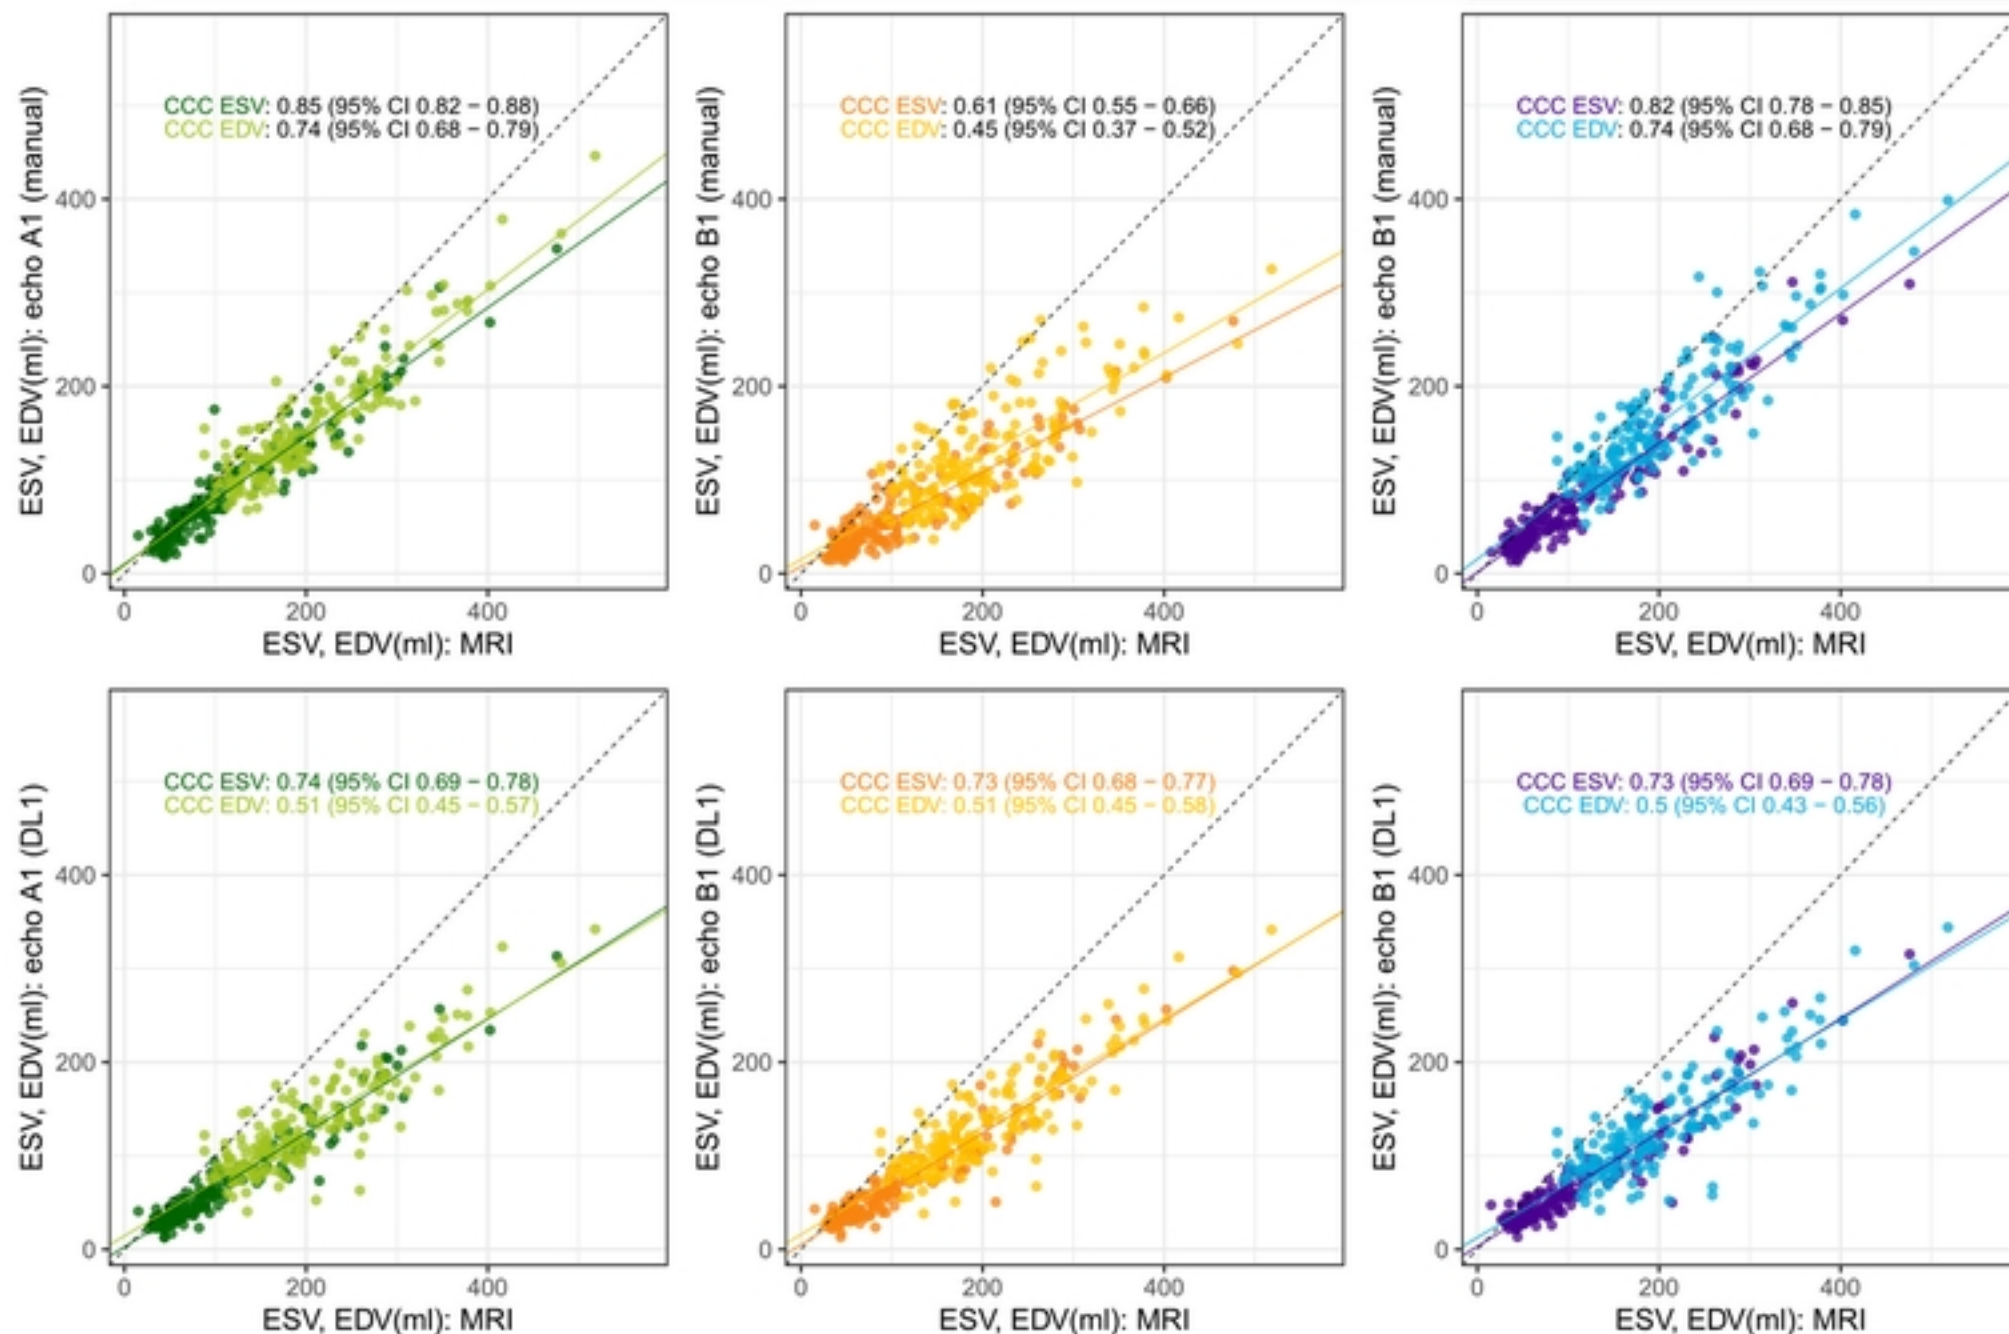 CCC ESV: 0.85 (95% CI 0.82 − 0.88)
CCC EDV: 0.74 (95% CI 0.68 − 0.79)
400
200
0
0 200 400
ESV, EDV(ml): echo A1 (manual)
ESV, EDV(ml): MRI
CCC ESV: 0.61 (95% CI 0.55 − 0.66)
CCC EDV: 0.45 (95% CI 0.37 − 0.52)
400
200
0
0 200 400
ESV, EDV(ml): echo B1 (manual)
ESV, EDV(ml): MRI
CCC ESV: 0.82 (95% CI 0.78 − 0.85)
CCC EDV: 0.74 (95% CI 0.68 − 0.79)
400
200
0
0 200 400
ESV, EDV(ml): echo B1 (manual)
ESV, EDV(ml): MRI
CCC ESV: 0.74 (95% CI 0.69 − 0.78)
CCC EDV: 0.51 (95% CI 0.45 − 0.57)
400
200
0
0 200 400
ESV, EDV(ml): echo A1 (DL1)
ESV, EDV(ml): MRI
CCC ESV: 0.73 (95% CI 0.68 − 0.77)
CCC EDV: 0.51 (95% CI 0.45 − 0.58)
400
200
0
0 200 400
ESV, EDV(ml): echo B1 (DL1)
ESV, EDV(ml): MRI
CCC ESV: 0.73 (95% CI 0.69 − 0.78)
CCC EDV: 0.5 (95% CI 0.43 − 0.56)
400
200
0
0 200 400
ESV, EDV(ml): echo B1 (DL1)
ESV, EDV(ml): MRI